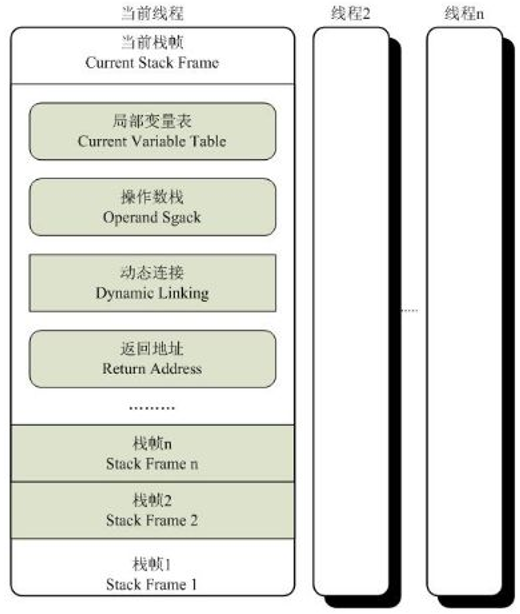 当前线程
线程2
线程n
当前栈帧
Current Stack Frame
局部变量表
Current Variable Table
操作数栈
Operand Sgack
动态连接
Dynamic Linking
返回地址
Return Address
………
......
栈帧n
Stack Frame n
栈帧2
Stack Frame 2
栈帧1
Stack Frame 1